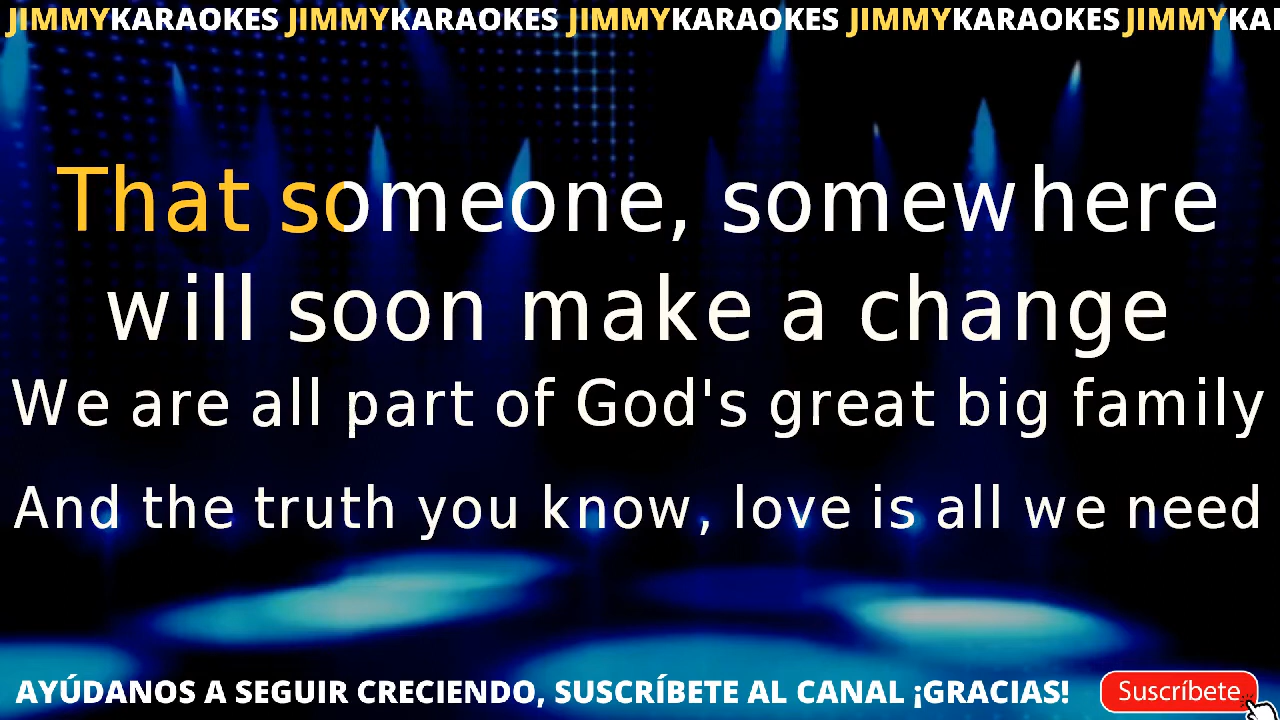 JIMMYKARAOKES JIMMYKARAOKES JIMMYKARAOKES JIMMYKARAOKES JIMMYKA
That someone, somewhere
will soon make a change
We are all part of God's great big family
And the truth you know, love is all we need
AYÚDANOS A SEGUIR CRECIENDO, SUSCRÍBETE AL CANAL ¡GRACIAS! Suscríbete